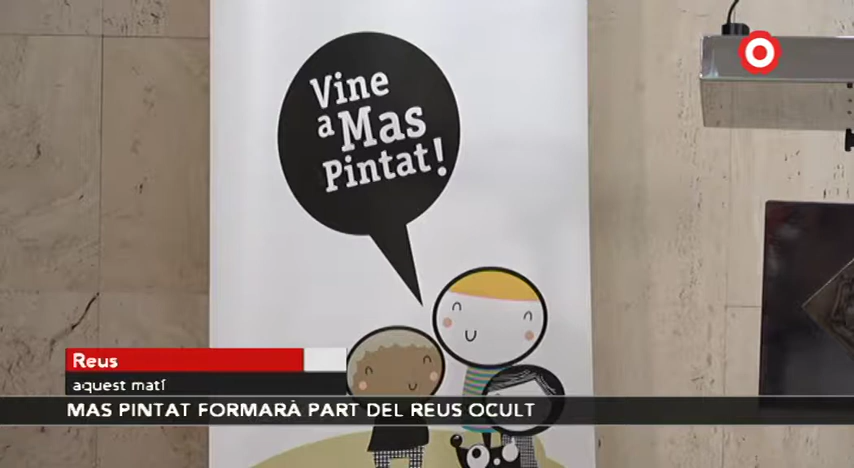 Vine
a Mas
Pintat!
Reus
aquest matí
MAS PINTAT FORMARÀ PART DEL REUS OCULT